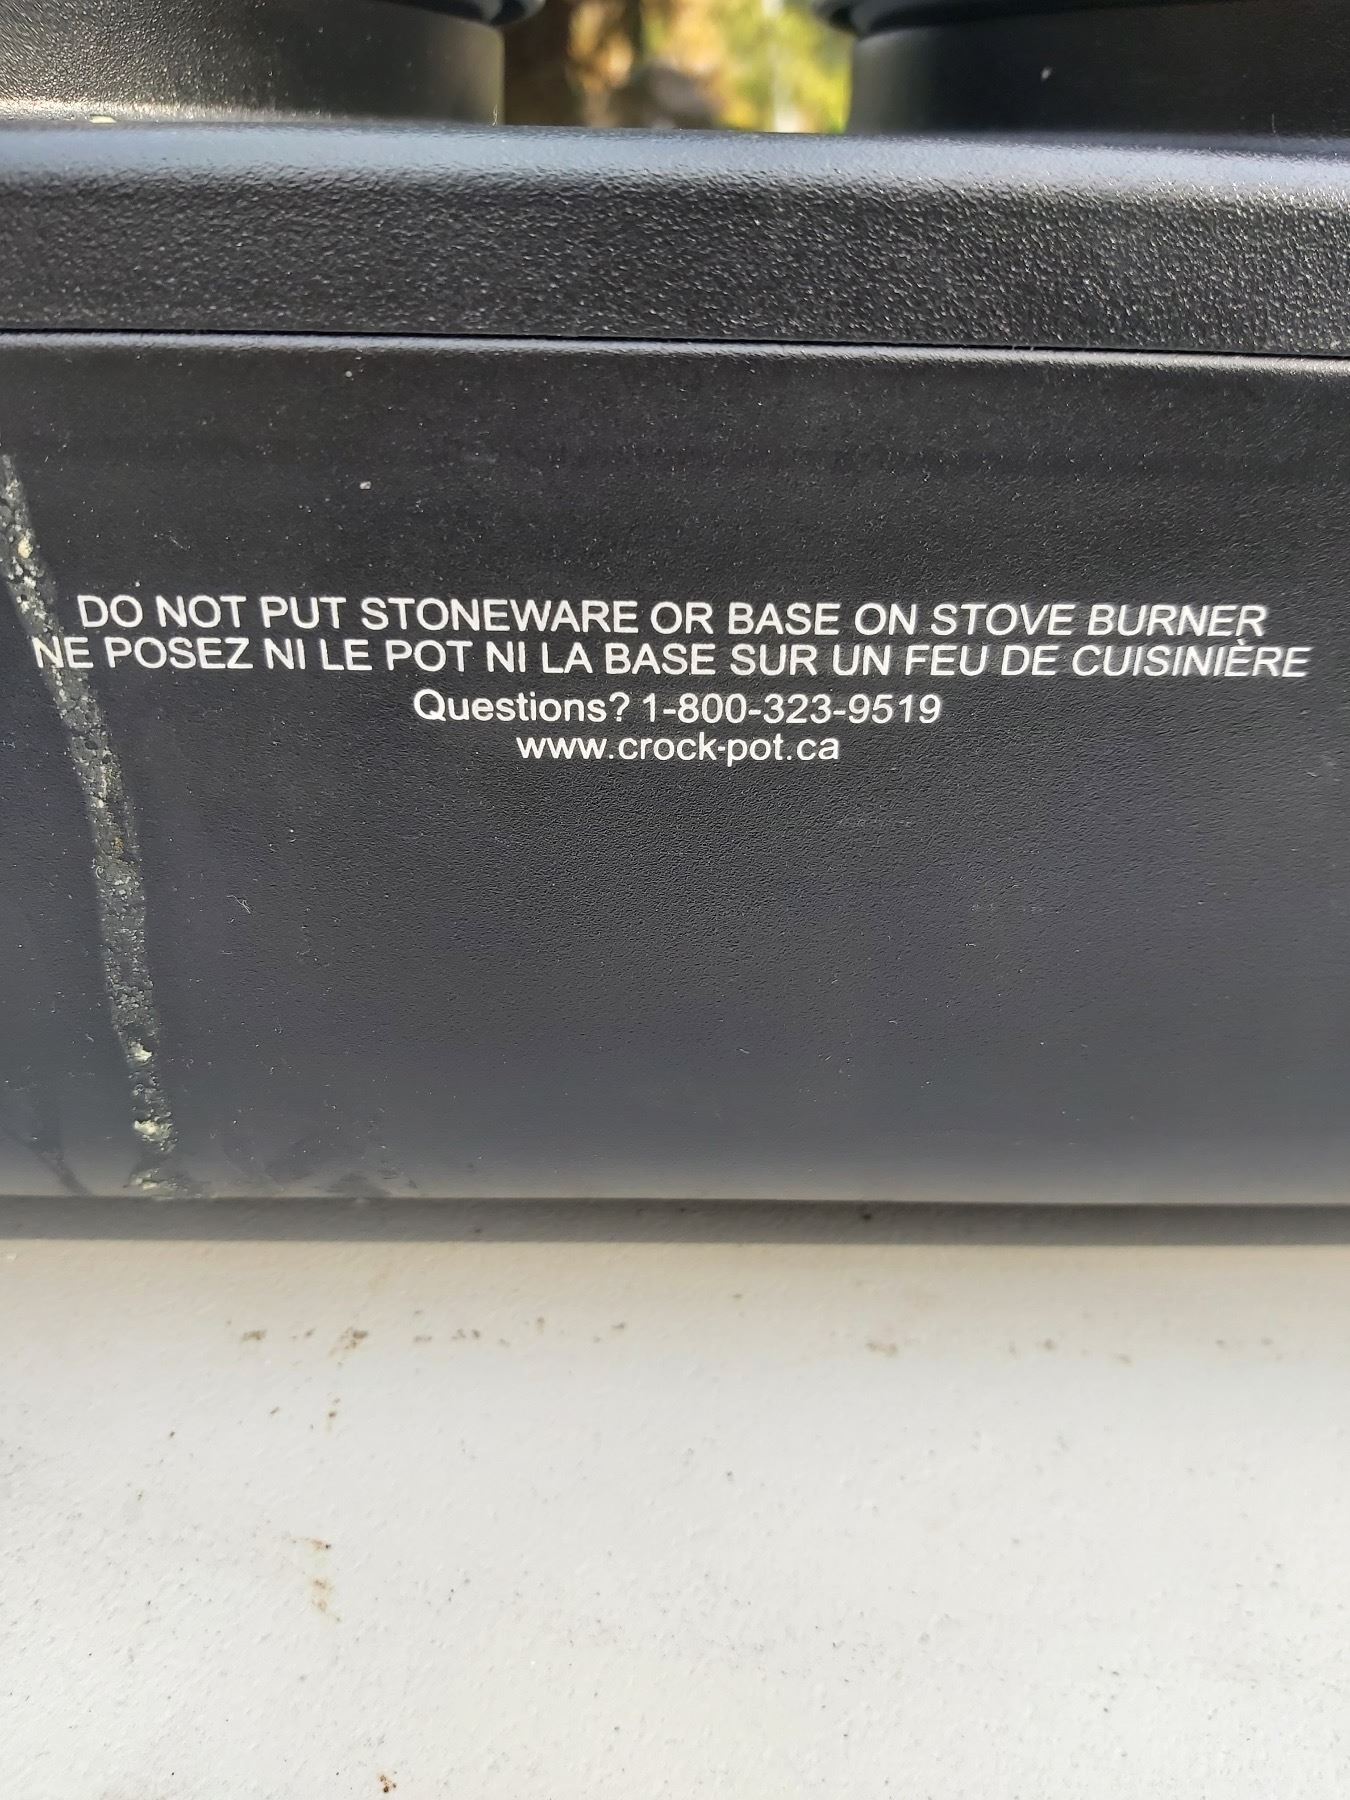 DO NOT PUT STONEWARE OR BASE ON STOVE BURNER
NE POSEZ NI LE POT NI LA BASE SUR UN FEU DE CUISINIÈRE
Questions? 1-800-323-9519
www.crock-pot.ca